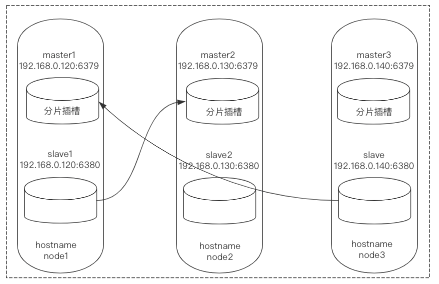 master1
192.168.0.120:6379
分片插槽
slave1
192.168.0.120:6380
hostname
node1
master2
192.168.0.130:6379
分片插槽
slave2
192.168.0.130:6380
hostname
node2
master3
192.168.0.140:6379
分片插槽
slave
192.168.0.140:6380
hostname
node3